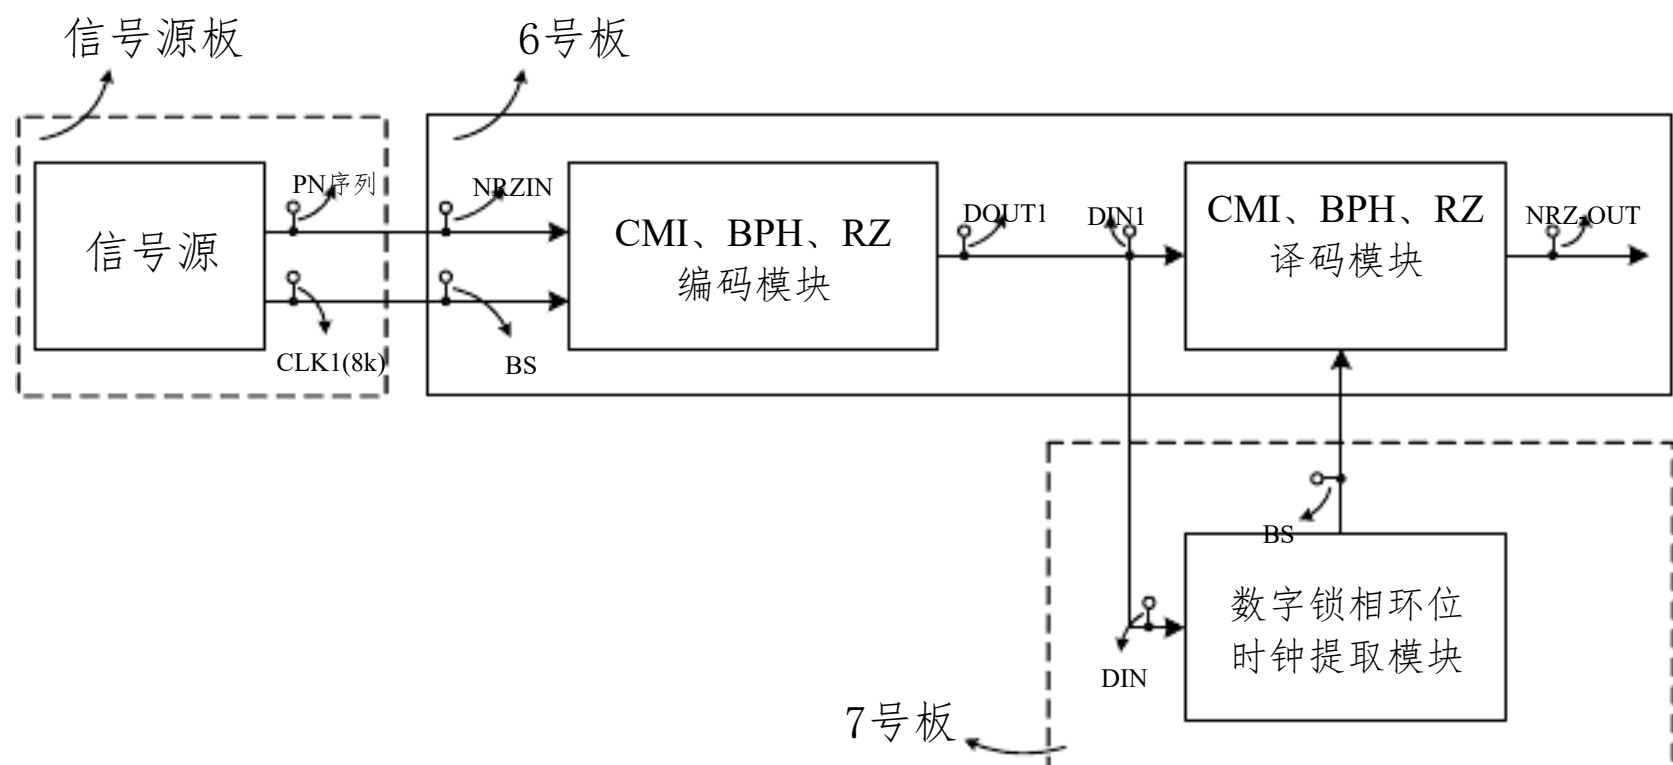 信号源板
6号板
PN序列
NRZIN
信号源
CMI、BPH、RZ
编码模块
DOUT1
DIN1
CMI、BPH、RZ
译码模块
NRZ-OUT
CLK1(8k)
BS
BS
数字锁相环位
时钟提取模块
DIN
7号板